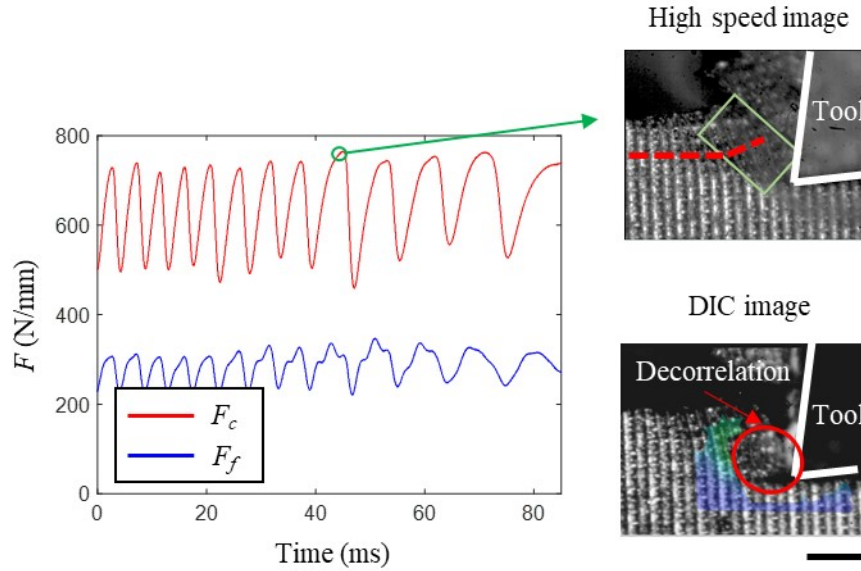 High speed image
Tool
800
600
400
200
0
F (N/mm)
F_c
F_f
0
20
40
60
80
Time (ms)
DIC image
Decorrelation
Tool